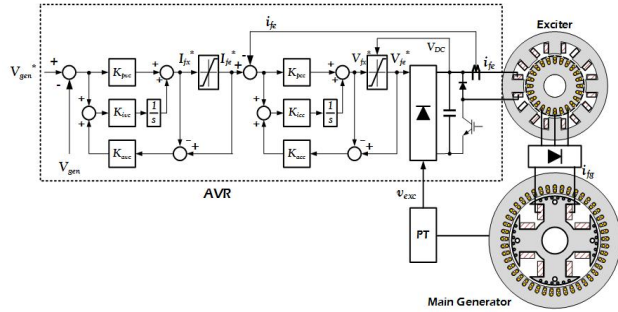 Exciter
i_fe
V_gen*
+
-
K_pvc
+
+
I_fx*
I_fe*
+
-
K_pcc
+
+
V_fx*
V_fe*
V_DC
i_fe
+
+
K_ivc
1/s
+
+
K_icc
1/s
K_avc
-
+
K_acc
-
+
V_gen
AVR
v_exc
i_fg
PT
Main Generator